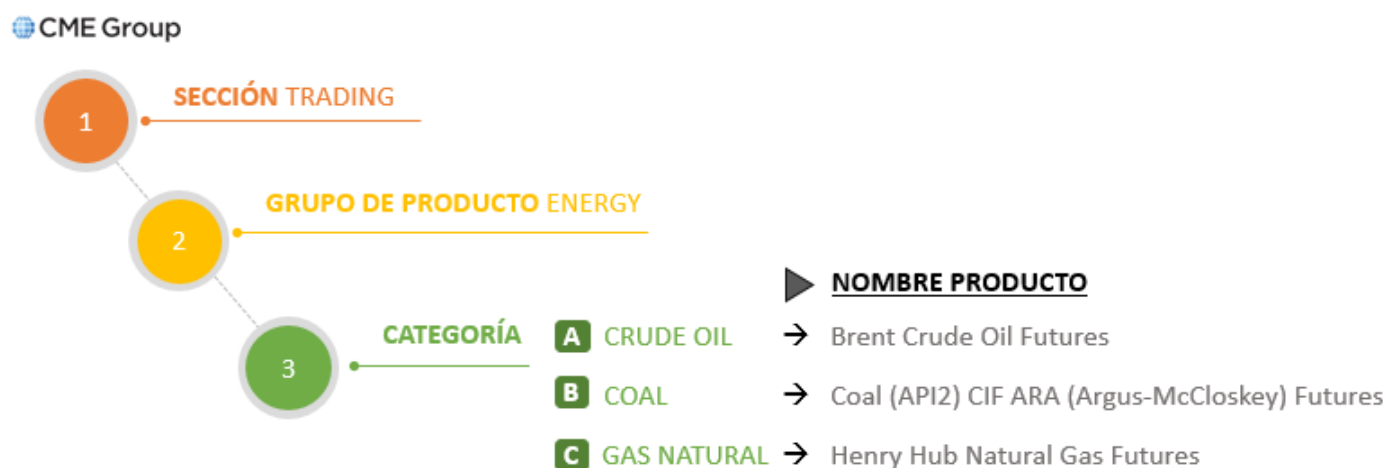 CME Group
1
SECCIÓN TRADING
2
GRUPO DE PRODUCTO ENERGY
NOMBRE PRODUCTO
3
CATEGORÍA
A CRUDE OIL → Brent Crude Oil Futures
B COAL → Coal (API2) CIF ARA (Argus-McCloskey) Futures
C GAS NATURAL → Henry Hub Natural Gas Futures